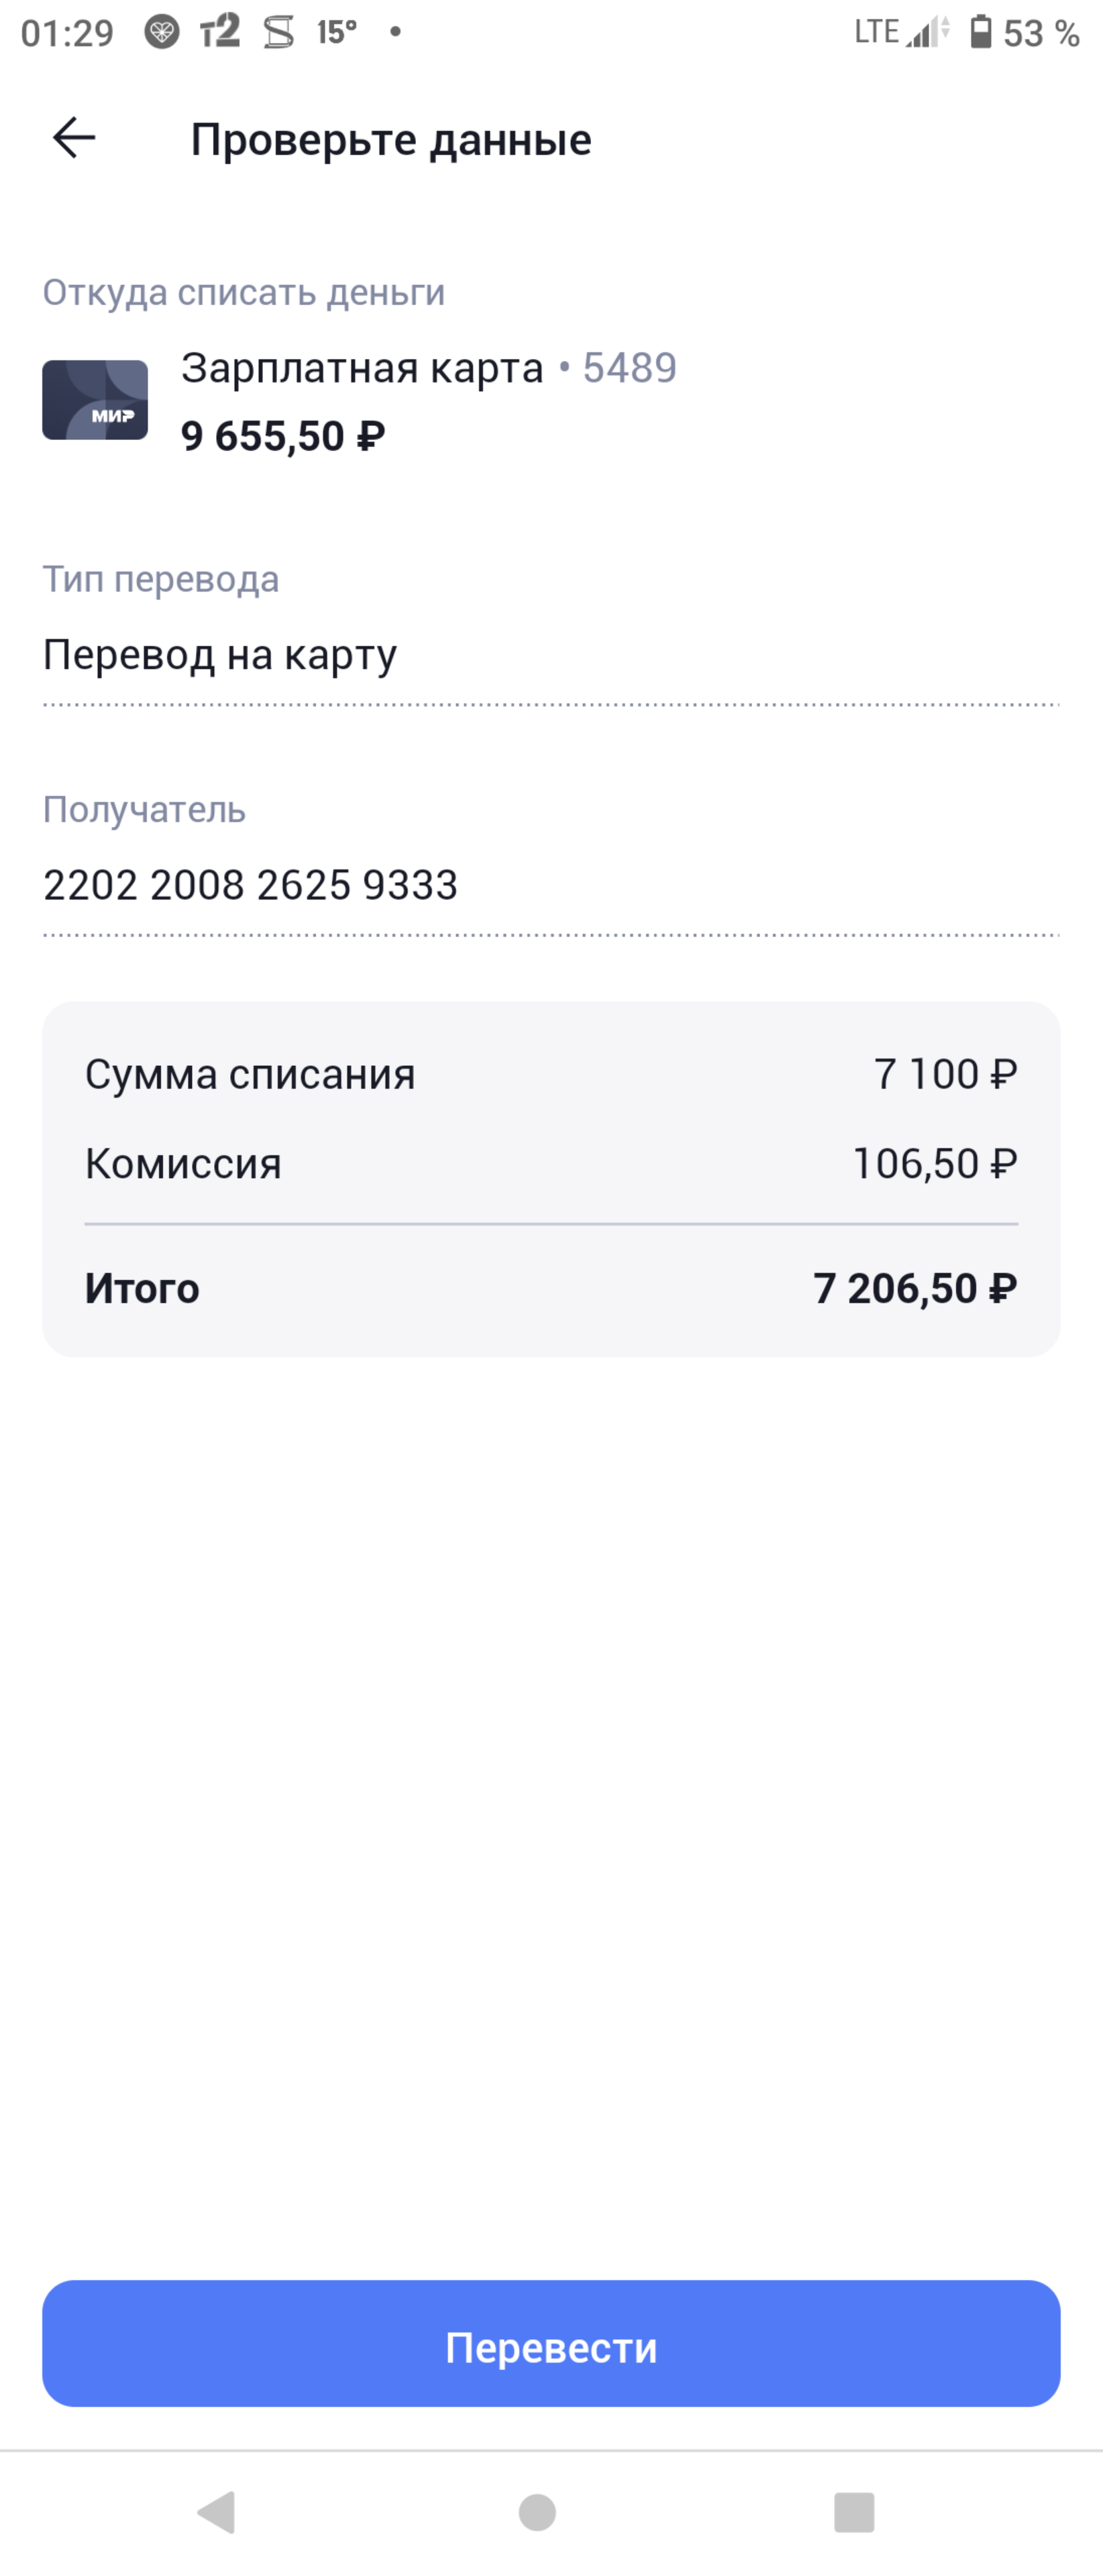 01:29 т2 S 15° • LTE 53 %
Проверьте данные
Откуда списать деньги
Зарплатная карта • 5489
МИР
9 655,50 ₽
Тип перевода
Перевод на карту
Получатель
2202 2008 2625 9333
Сумма списания 7 100 ₽
Комиссия 106,50 ₽
Итого 7 206,50 ₽
Перевести